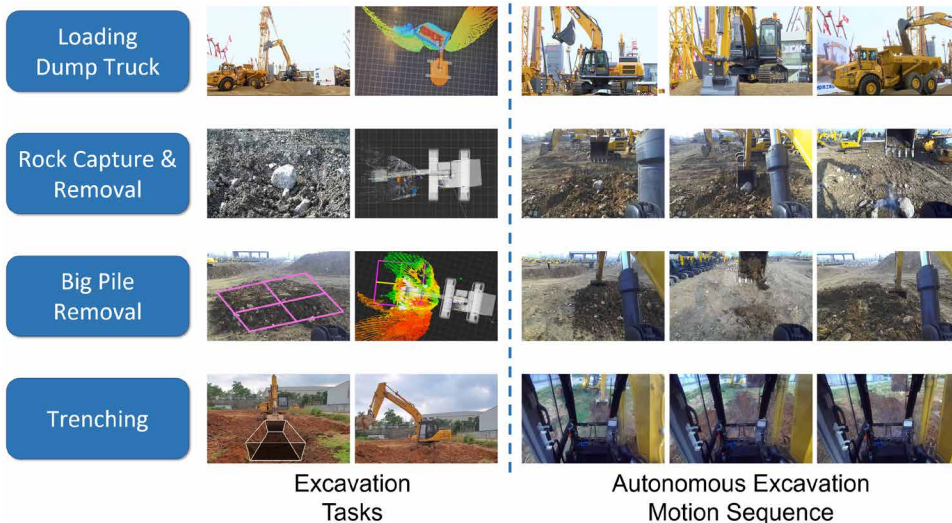 Loading
Dump Truck
Rock Capture &
Removal
Big Pile
Removal
Trenching
Excavation
Tasks
Autonomous Excavation
Motion Sequence